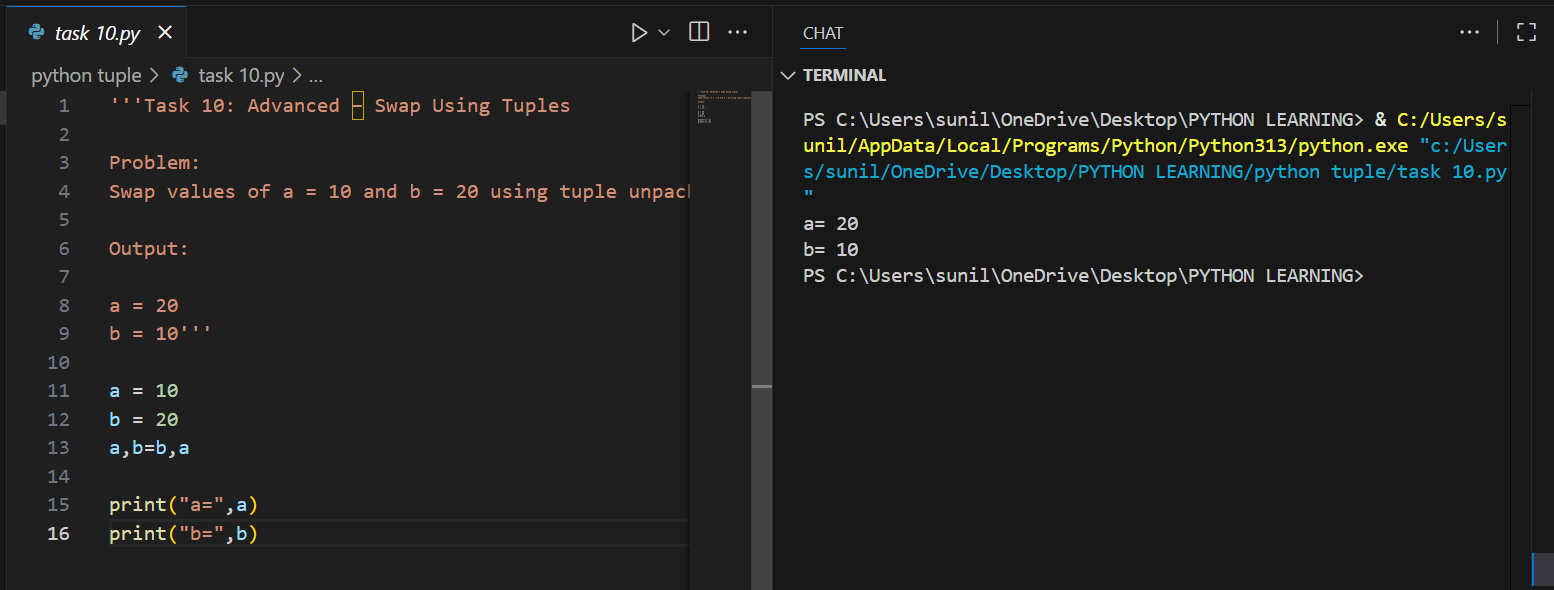 task 10.py
python tuple > task 10.py > ...
1 '''Task 10: Advanced – Swap Using Tuples
2
3 Problem:
4 Swap values of a = 10 and b = 20 using tuple unpac
5
6 Output:
7
8 a = 20
9 b = 10'''
10
11 a = 10
12 b = 20
13 a,b=b,a
14
15 print("a=",a)
16 print("b=",b)
CHAT
TERMINAL
PS C:\Users\sunil\OneDrive\Desktop\PYTHON LEARNING> & C:/Users/s
unil/AppData/Local/Programs/Python/Python313/python.exe "c:/User
s/sunil/OneDrive/Desktop/PYTHON LEARNING/python tuple/task 10.py
"
a= 20
b= 10
PS C:\Users\sunil\OneDrive\Desktop\PYTHON LEARNING>